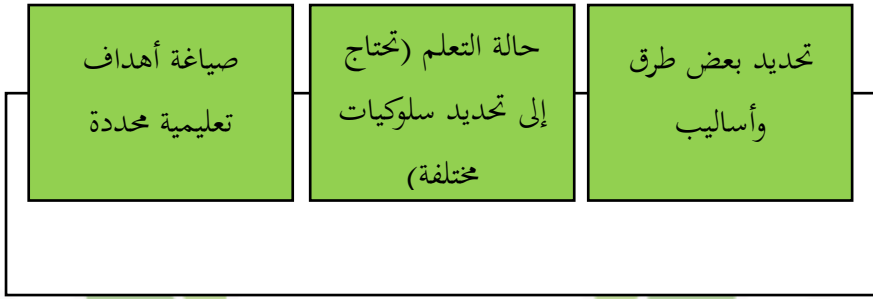 تحديد بعض طرق
وأساليب
حالة التعلم (تحتاج
إلى تحديد سلوكيات
مختلفة)
صياغة أهداف
تعليمية محددة